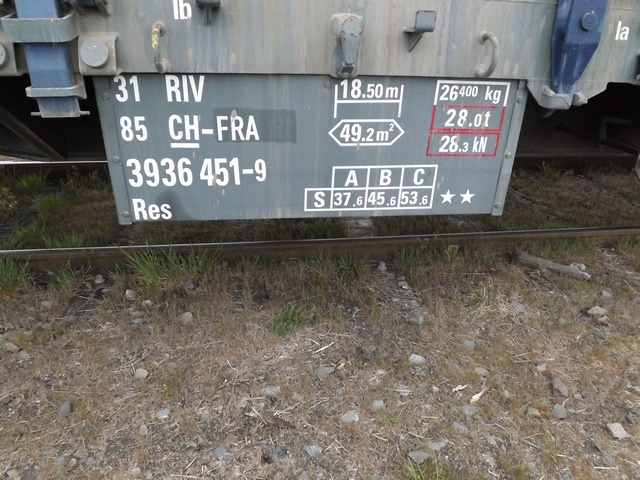 Ib
Ia
31 RIV
85 CH-FRA
3936 451-9
Res
18.50 m
49.2 m²
A B C
S 37.6 45.6 53.6 ★★
26400 kg
28.0 t
28.3 kN